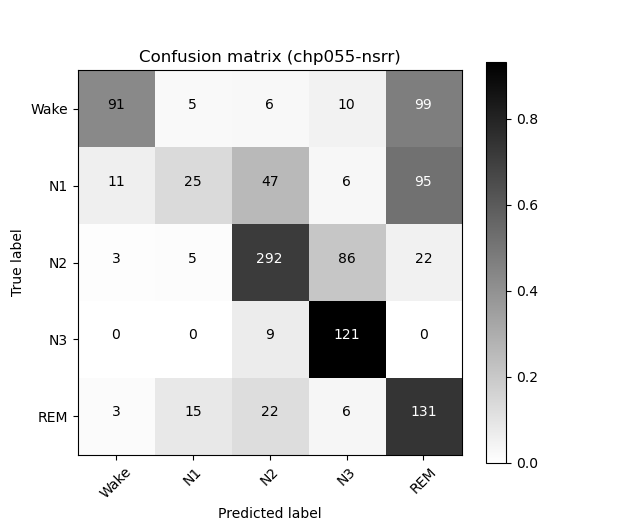 Confusion matrix (chp055-nsrr)
True label
Wake 91 5 6 10 99
N1 11 25 47 6 95
N2 3 5 292 86 22
N3 0 0 9 121 0
REM 3 15 22 6 131
Wake N1 N2 N3 REM
Predicted label
0.8
0.6
0.4
0.2
0.0